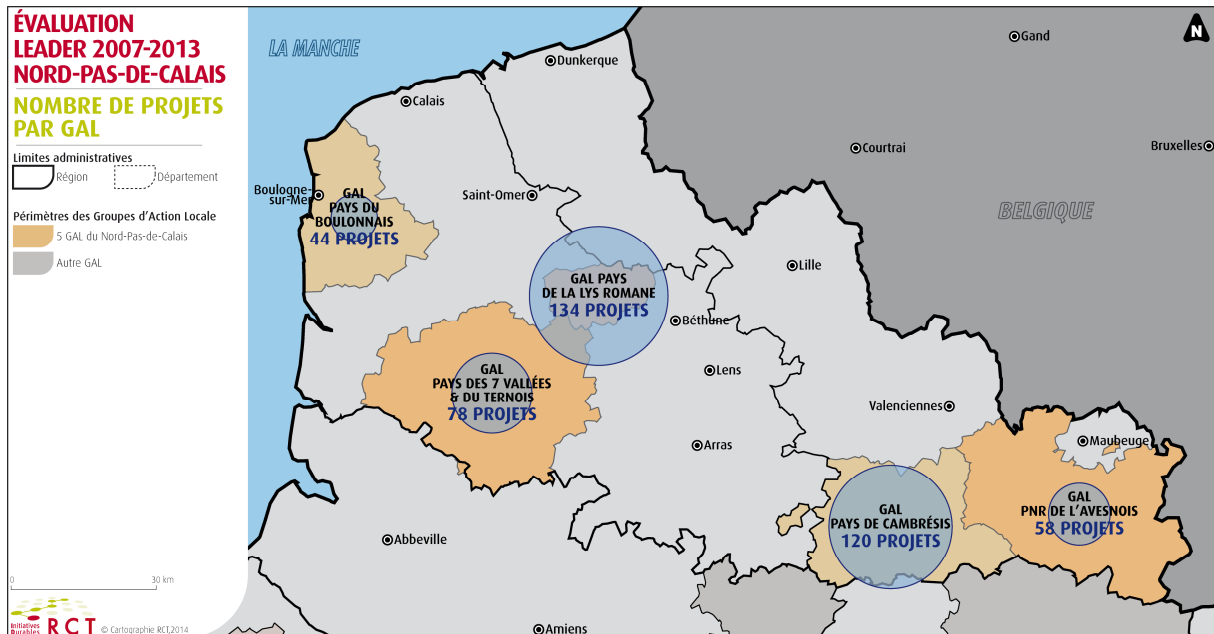 ÉVALUATION
LEADER 2007-2013
NORD-PAS-DE-CALAIS
NOMBRE DE PROJETS
PAR GAL
Limites administratives
Région
Département
Périmètres des Groupes d'Action Locale
5 GAL du Nord-Pas-de-Calais
Autre GAL
0
30 km
Initiatives
Durables
RCT
© Cartographie RCT,2014
LA MANCHE
N
Gand
Dunkerque
Calais
Courtrai
Bruxelles
Boulogne-
sur-Mer
Saint-Omer
GAL
PAYS DU
BOULONNAIS
44 PROJETS
BELGIQUE
Lille
GAL PAYS
DE LA LYS ROMANE
134 PROJETS
Béthune
Lens
GAL
PAYS DES 7 VALLÉES
& DU TERNOIS
78 PROJETS
Valenciennes
Arras
Maubeuge
GAL
PAYS DE CAMBRÉSIS
120 PROJETS
GAL
PNR DE L'AVESNOIS
58 PROJETS
Abbeville
Amiens